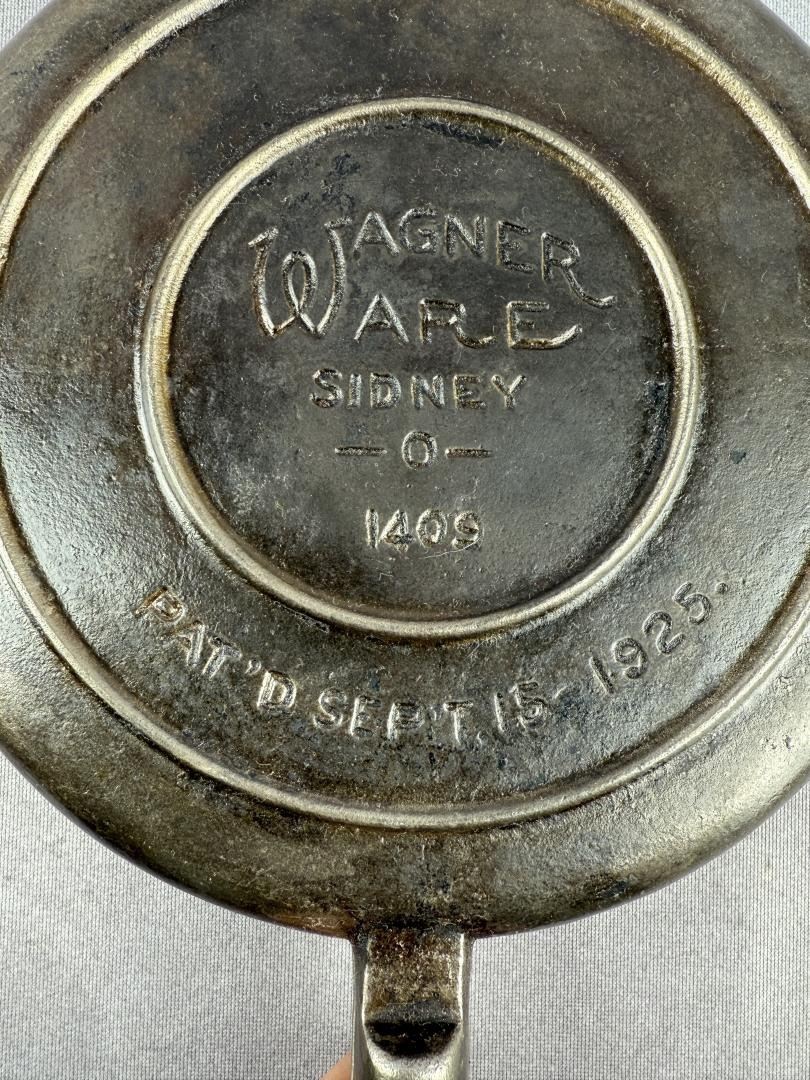 WAGNER
WARE
SIDNEY
-O-
1409
PAT'D SEPT. 15- 1925.